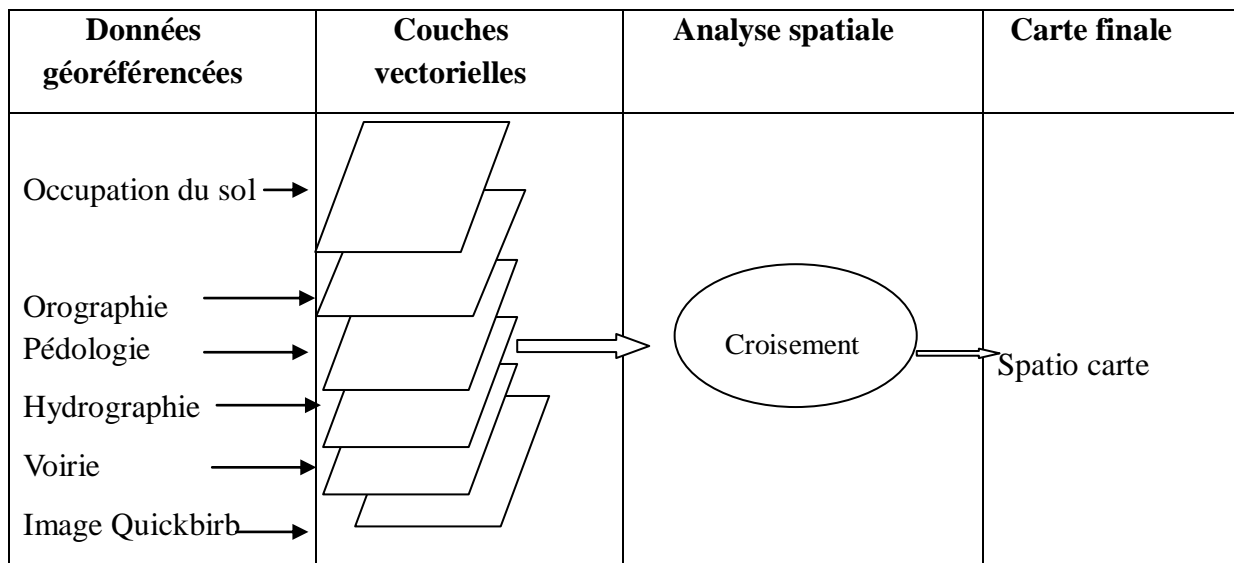 Données
géoréférencées
Couches
vectorielles
Analyse spatiale
Carte finale
Occupation du sol
Orographie
Pédologie
Hydrographie
Voirie
Image Quickbirb
Croisement
Spatio carte